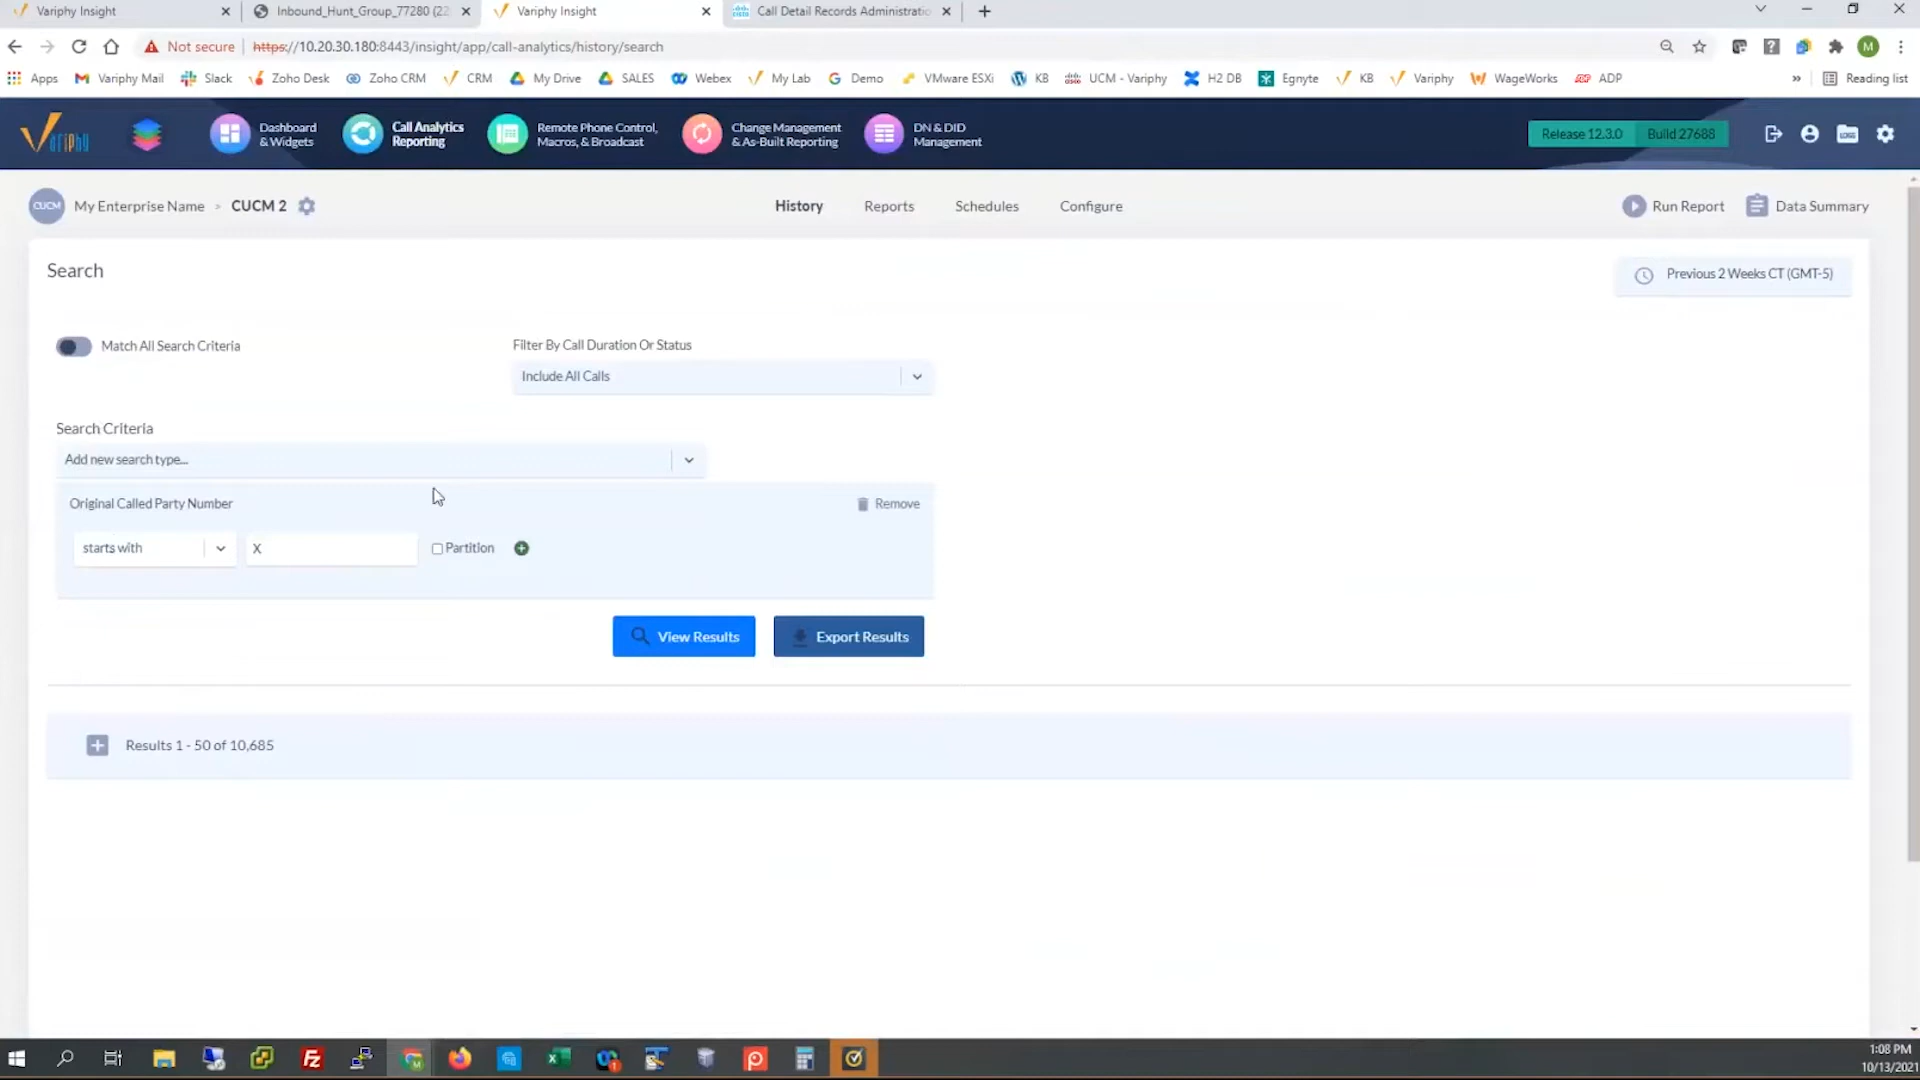 Variphy Insight
Inbound_Hunt_Group_77280 (22
Variphy Insight
Call Detail Records Administratio
Not secure
https://10.20.30.180:8443/insight/app/call-analytics/history/search
M
Apps
Variphy Mail
Slack
Zoho Desk
Zoho CRM
CRM
My Drive
SALES
Webex
My Lab
Demo
VMware ESXi
KB
UCM - Variphy
H2 DB
Egnyte
KB
Variphy
WageWorks
ADP
»
Reading list
Variphy
Dashboard
& Widgets
Call Analytics
Reporting
Remote Phone Control,
Macros, & Broadcast
Change Management
& As-Built Reporting
DN & DID
Management
Release 12.3.0
Build 27688
LOGS
CUCM
My Enterprise Name > CUCM 2
History
Reports
Schedules
Configure
Run Report
Data Summary
Search
Previous 2 Weeks CT (GMT-5)
Match All Search Criteria
Filter By Call Duration Or Status
Include All Calls
Search Criteria
Add new search type...
Original Called Party Number
Remove
starts with
X
Partition
View Results
Export Results
Results 1 - 50 of 10,685
1:08 PM
10/13/2021